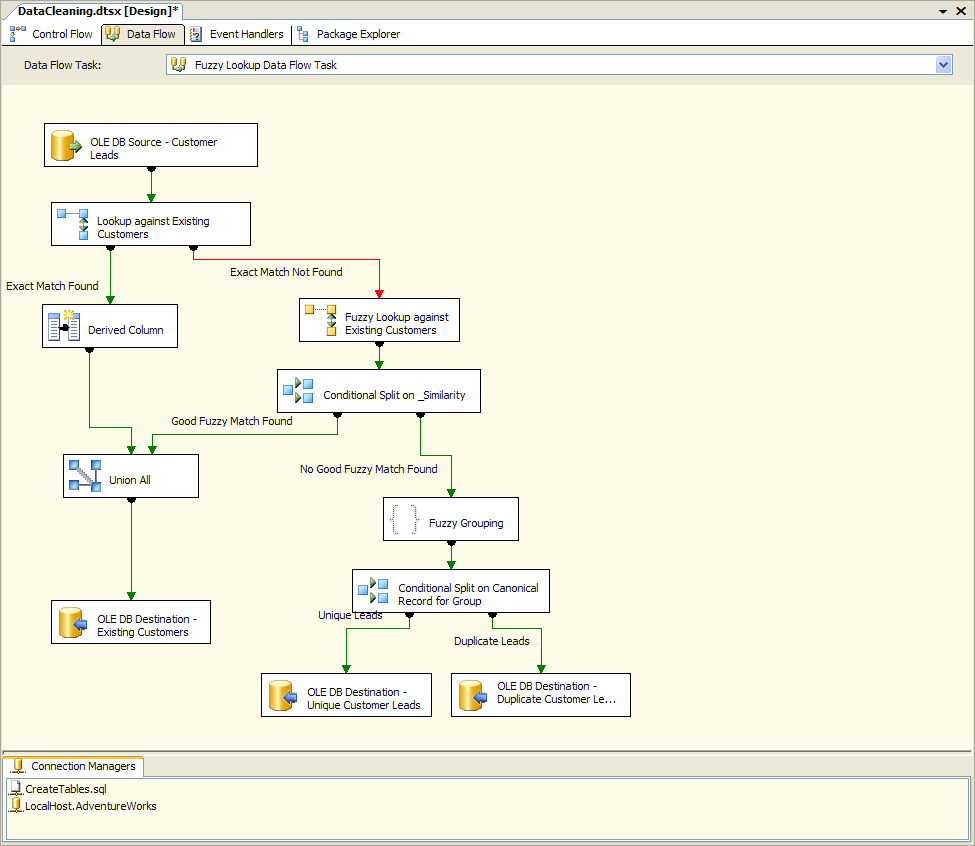 DataCleaning.dtsx [Design]*
Control Flow
Data Flow
Event Handlers
Package Explorer
Data Flow Task:
Fuzzy Lookup Data Flow Task
OLE DB Source - Customer
Leads
Lookup against Existing
Customers
Exact Match Not Found
Exact Match Found
Fuzzy Lookup against
Existing Customers
Derived Column
Conditional Split on _Similarity
Good Fuzzy Match Found
No Good Fuzzy Match Found
Union All
Fuzzy Grouping
Conditional Split on Canonical
Record for Group
Unique Leads
Duplicate Leads
OLE DB Destination -
Existing Customers
OLE DB Destination -
Unique Customer Leads
OLE DB Destination -
Duplicate Customer Le...
Connection Managers
CreateTables.sql
LocalHost.AdventureWorks